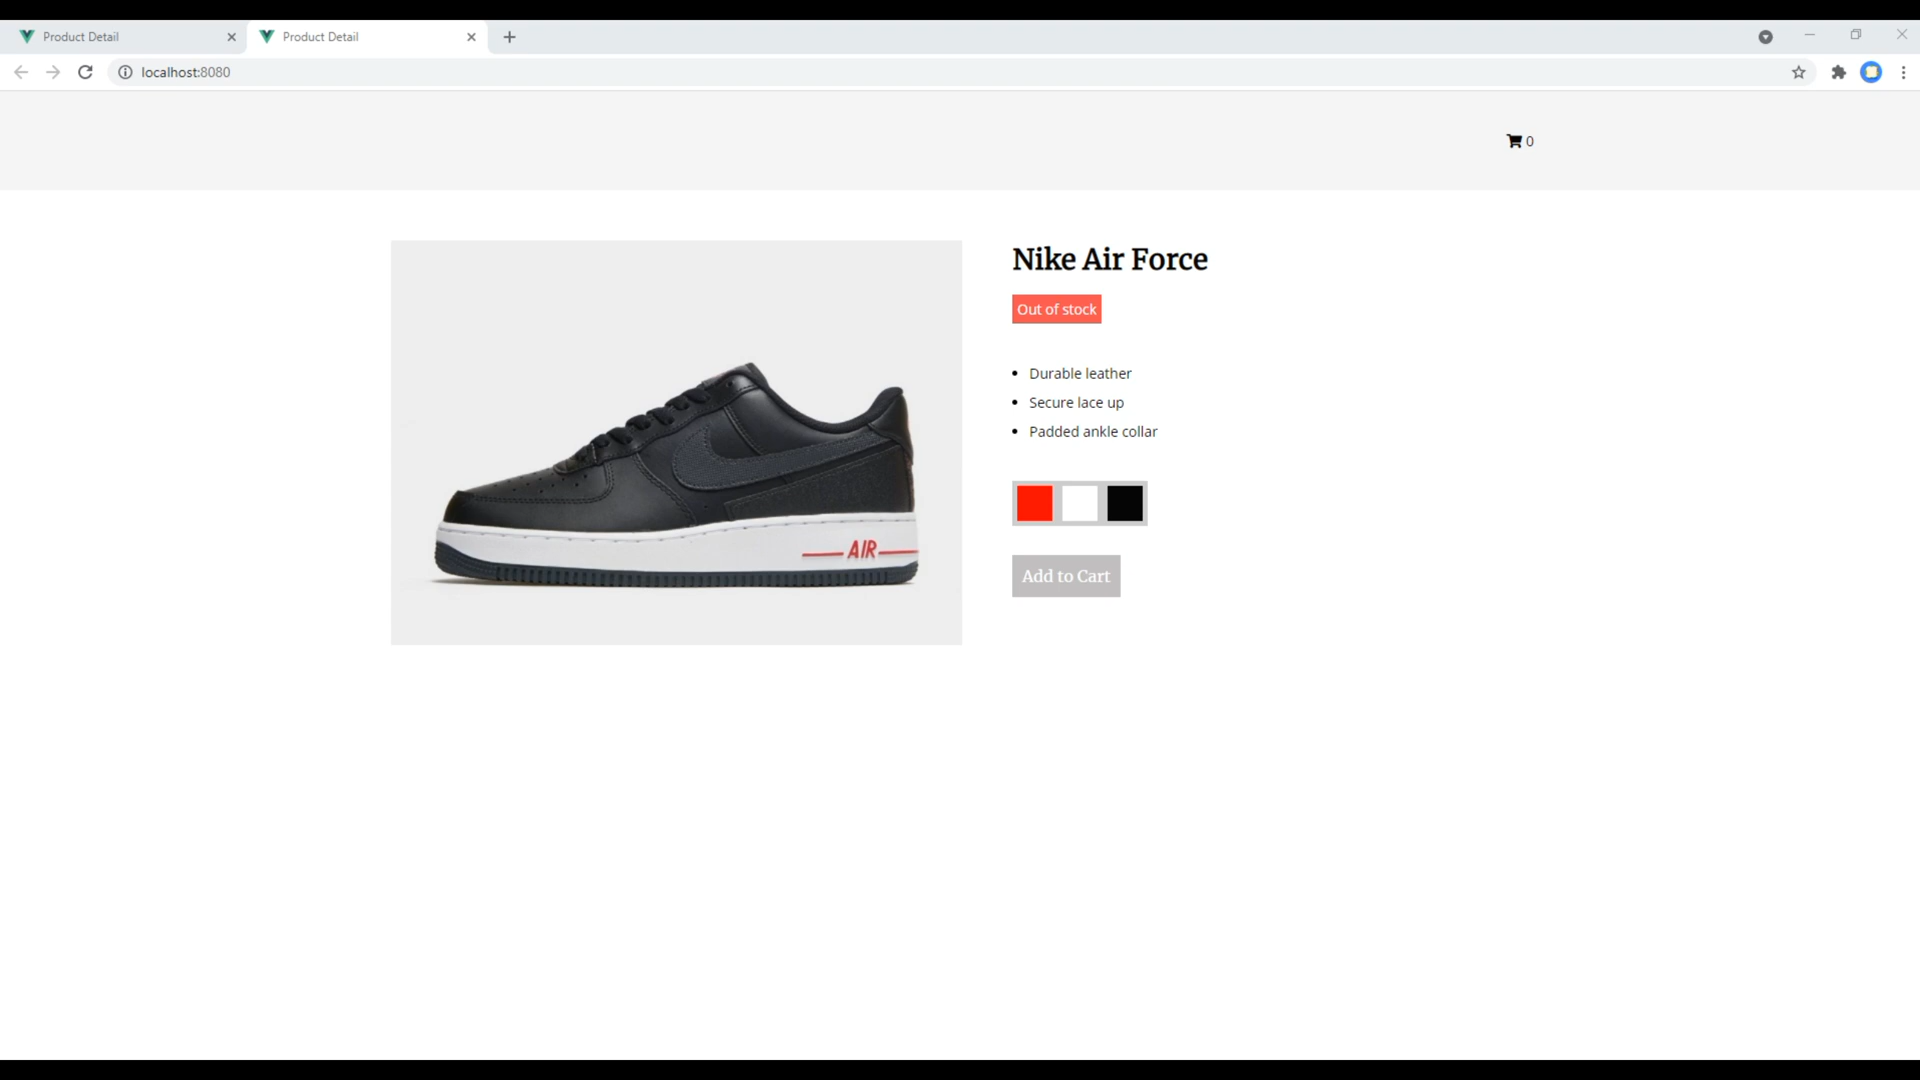 Product Detail
Product Detail
localhost:8080
0
Nike Air Force
Out of stock
Durable leather
Secure lace up
Padded ankle collar
AIR
Add to Cart